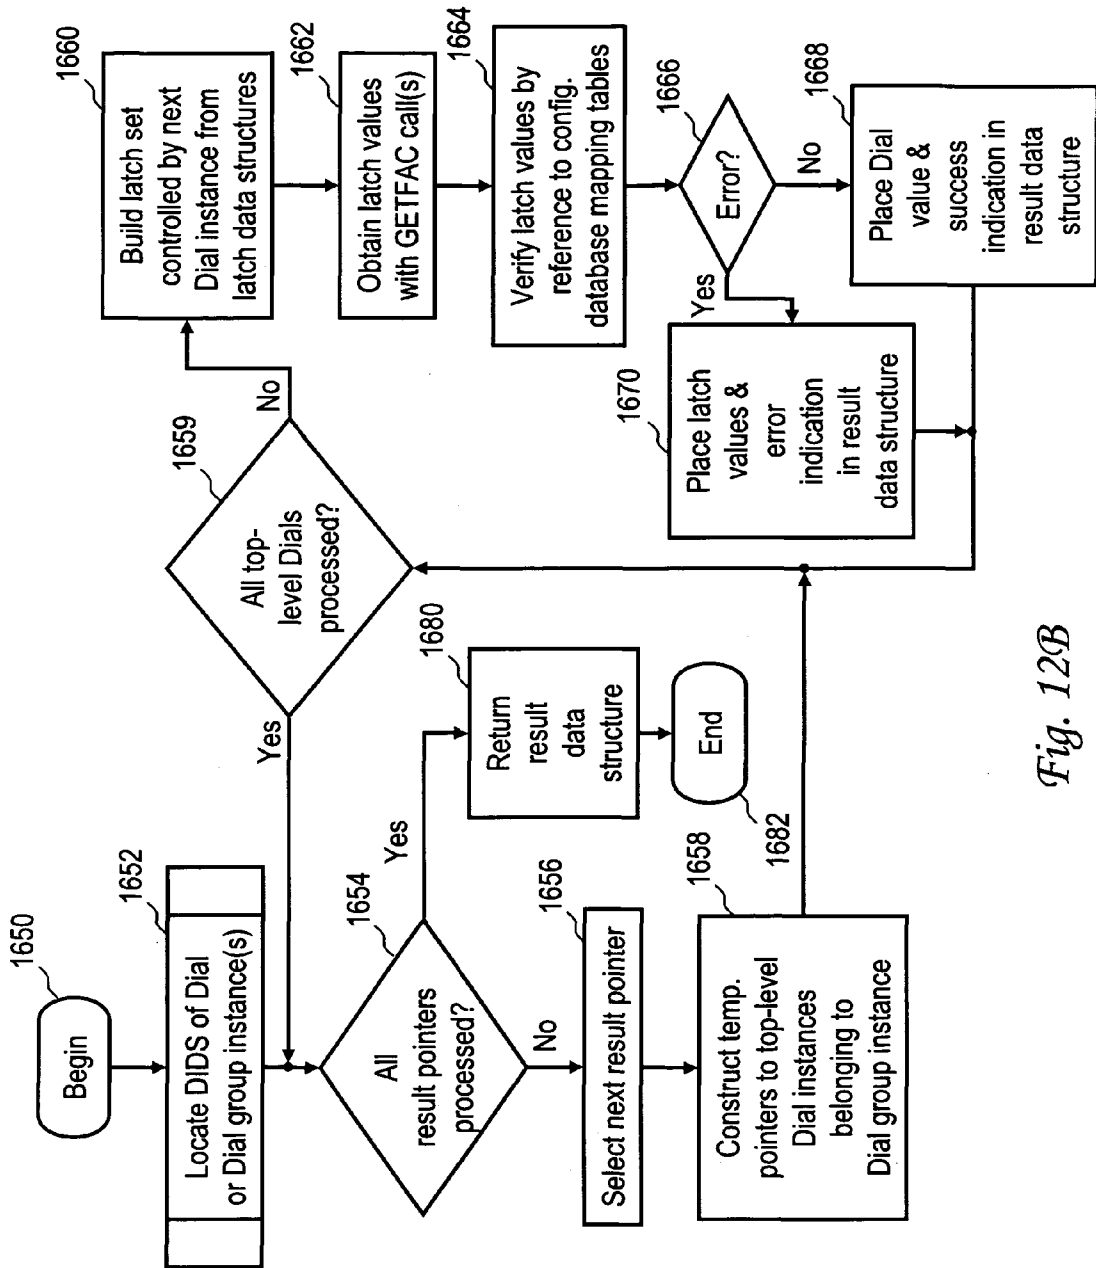 1650
Begin
1652
Locate DIDS of Dial
or Dial group instance(s)
1654
All
result pointers
processed?
Yes
No
1656
Select next result pointer
1658
Construct temp.
pointers to top-level
Dial instances
belonging to
Dial group instance
1680
Return
result
data
structure
End
1682
1659
All top-
level Dials
processed?
Yes
No
1660
Build latch set
controlled by next
Dial instance from
latch data structures
1662
Obtain latch values
with GETFAC call(s)
1664
Verify latch values by
reference to config.
database mapping tables
1666
Error?
Yes
No
1670
Place latch
values &
error
indication
in result
data structure
1668
Place Dial
value &
success
indication in
result data
structure
Fig. 12B